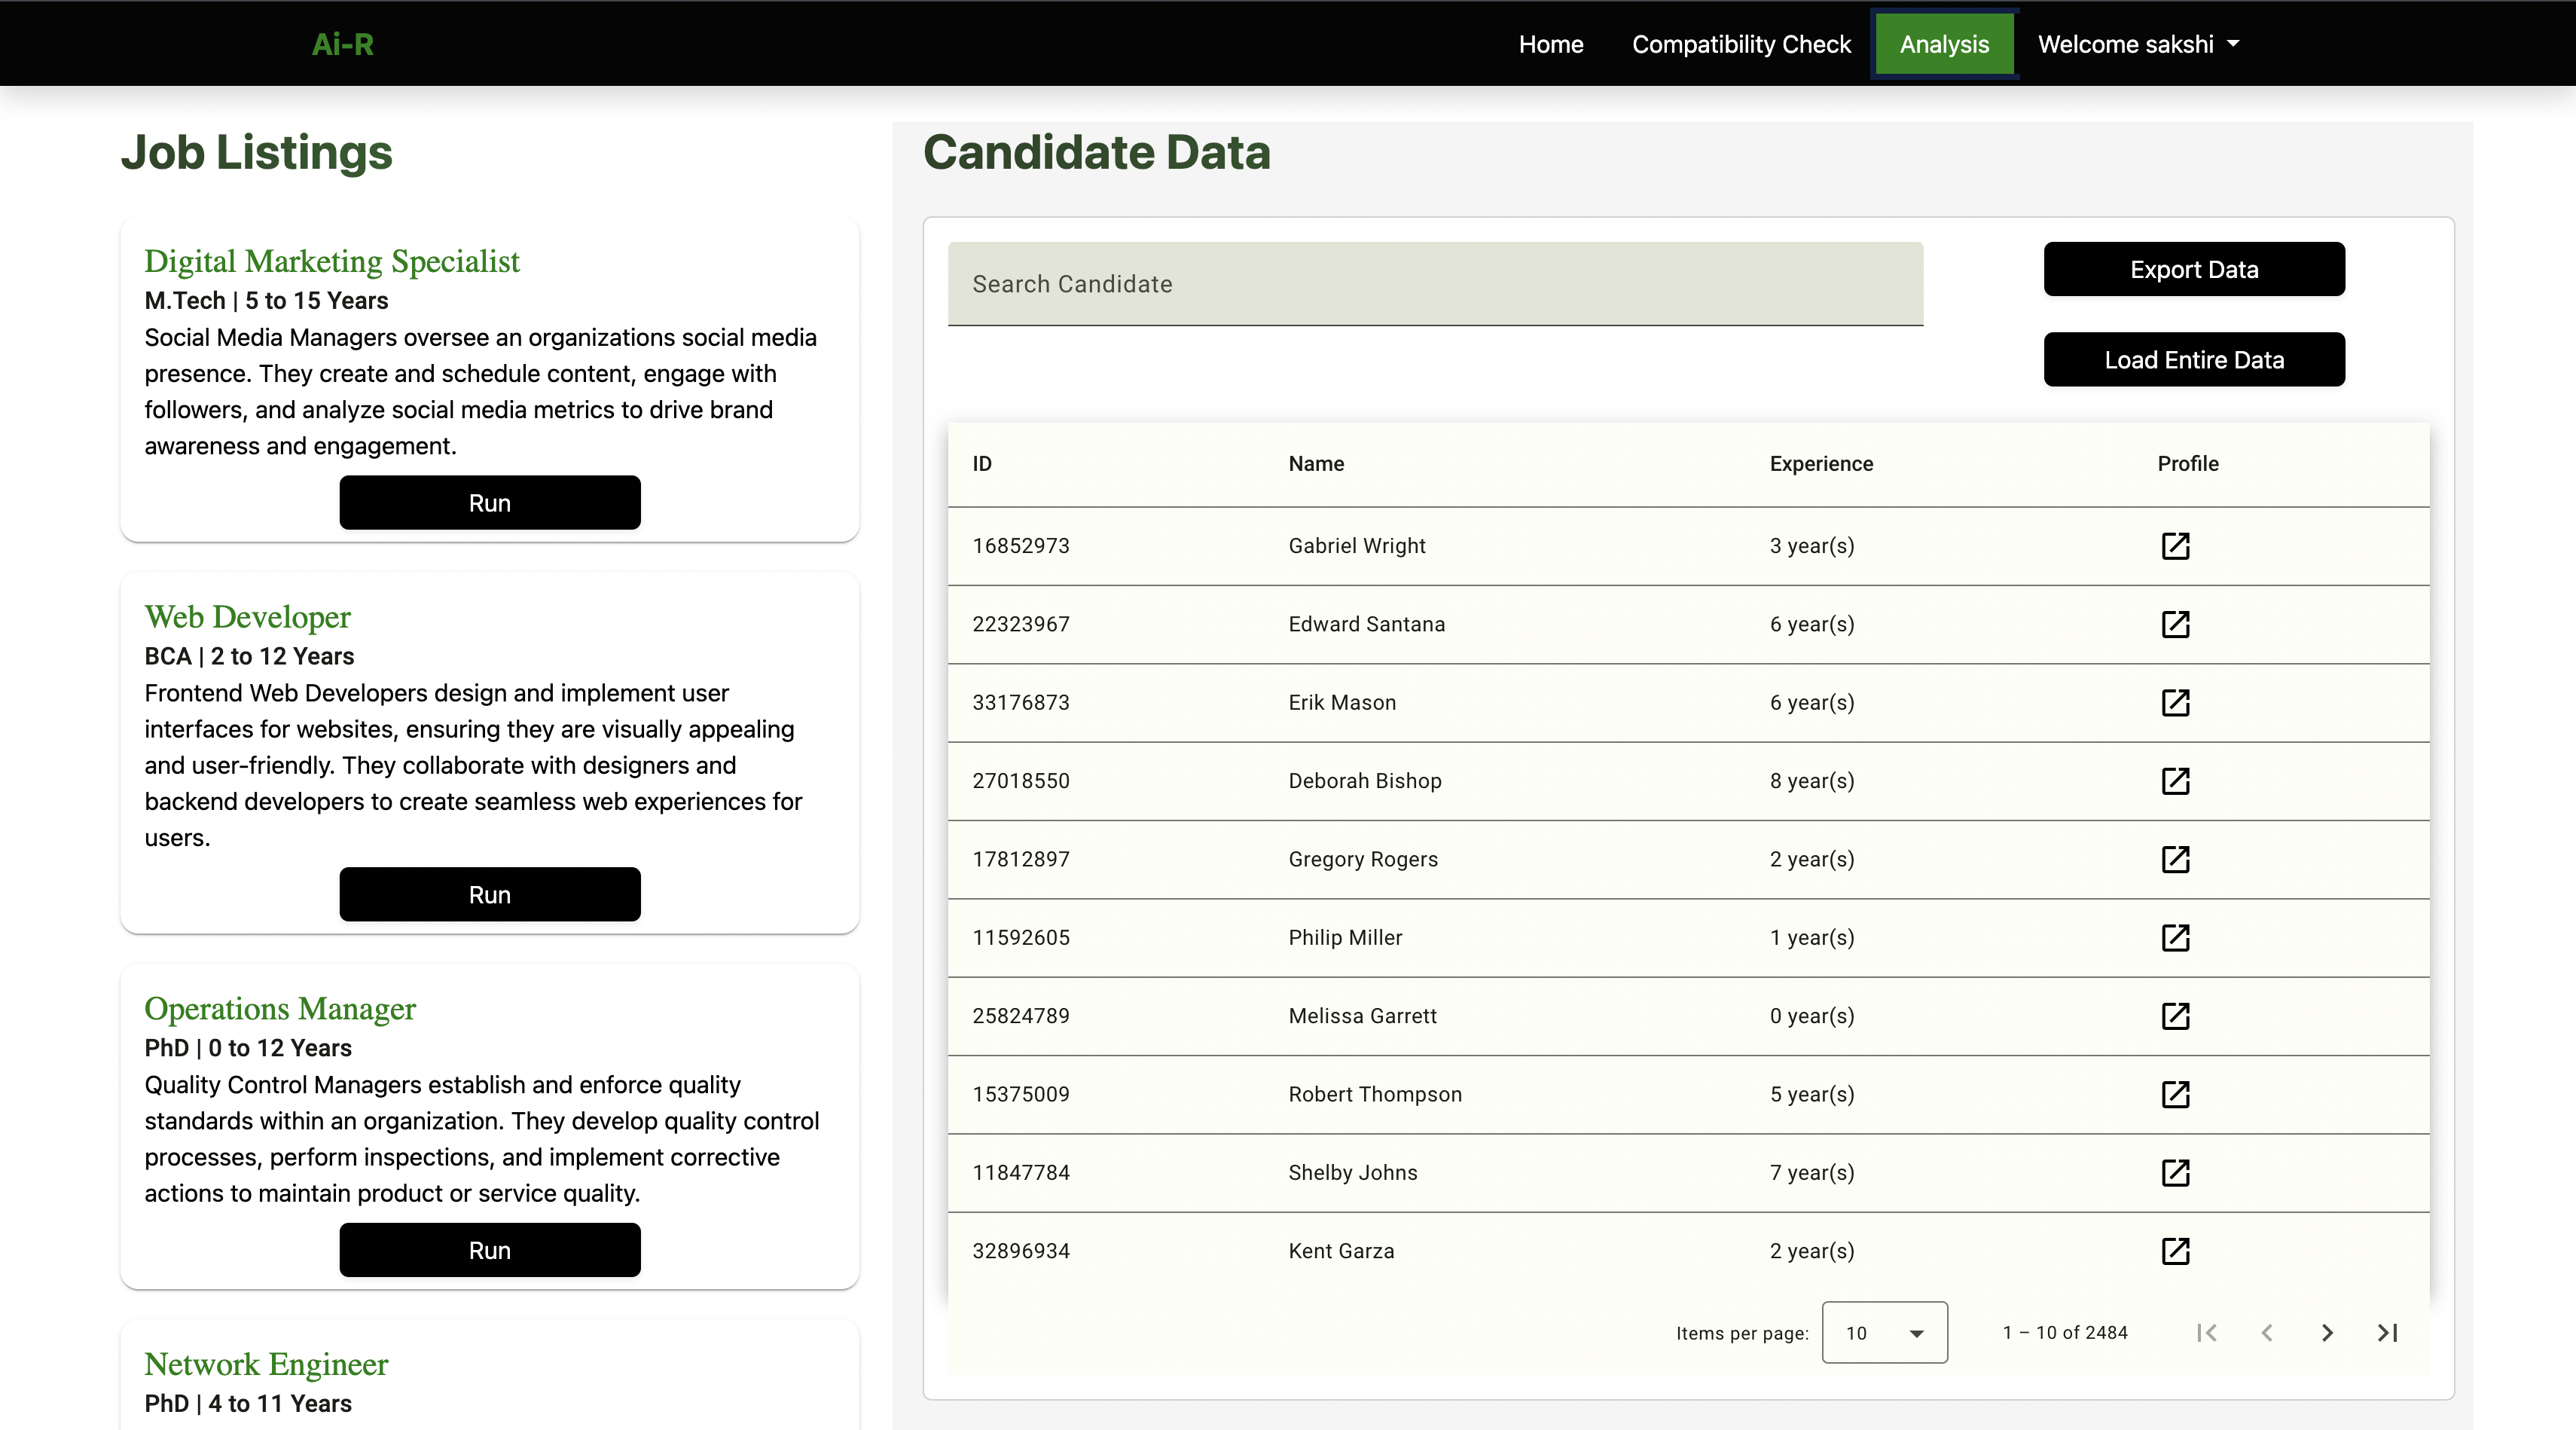 Ai-R
Home Compatibility Check Analysis Welcome sakshi
Job Listings
Digital Marketing Specialist
M.Tech | 5 to 15 Years
Social Media Managers oversee an organizations social media
presence. They create and schedule content, engage with
followers, and analyze social media metrics to drive brand
awareness and engagement.
Run
Web Developer
BCA | 2 to 12 Years
Frontend Web Developers design and implement user
interfaces for websites, ensuring they are visually appealing
and user-friendly. They collaborate with designers and
backend developers to create seamless web experiences for
users.
Run
Operations Manager
PhD | 0 to 12 Years
Quality Control Managers establish and enforce quality
standards within an organization. They develop quality control
processes, perform inspections, and implement corrective
actions to maintain product or service quality.
Run
Network Engineer
PhD | 4 to 11 Years
Candidate Data
Search Candidate
Export Data
Load Entire Data
ID Name Experience Profile
16852973 Gabriel Wright 3 year(s)
22323967 Edward Santana 6 year(s)
33176873 Erik Mason 6 year(s)
27018550 Deborah Bishop 8 year(s)
17812897 Gregory Rogers 2 year(s)
11592605 Philip Miller 1 year(s)
25824789 Melissa Garrett 0 year(s)
15375009 Robert Thompson 5 year(s)
11847784 Shelby Johns 7 year(s)
32896934 Kent Garza 2 year(s)
Items per page: 10 1 – 10 of 2484